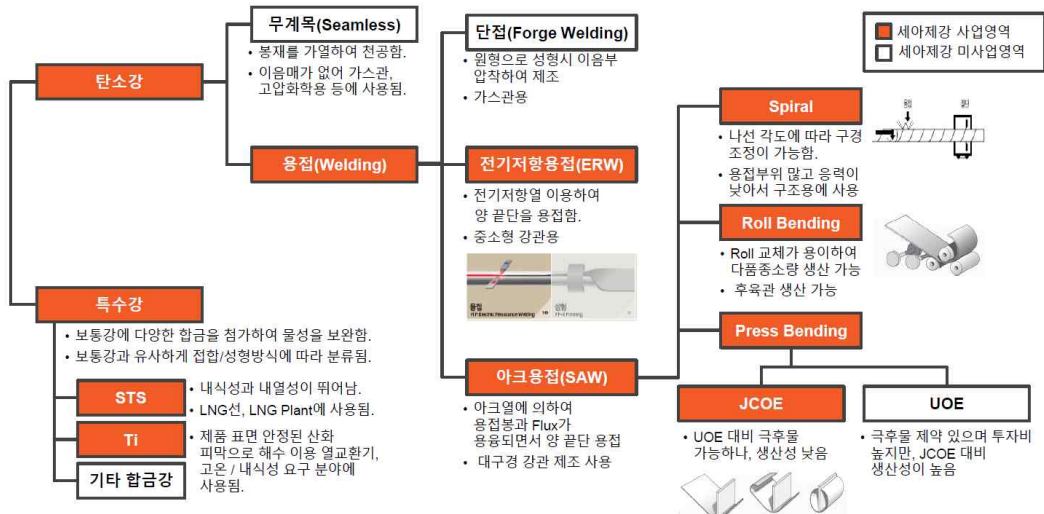 세아제강 사업영역
세아제강 미사업영역
탄소강
무계목(Seamless)
• 봉재를 가열하여 천공함.
• 이음매가 없어 가스관,
고압화학용 등에 사용됨.
용접(Welding)
단접(Forge Welding)
• 원형으로 성형시 이음부
압착하여 제조
• 가스관용
전기저항용접(ERW)
• 전기저항열 이용하여
양 끝단을 용접함.
• 중소형 강관용
용접
성형
아크용접(SAW)
• 아크열에 의하여
용접봉과 Flux가
용융되면서 양 끝단 용접
• 대구경 강관 제조 사용
Spiral
• 나선 각도에 따라 구경
조정이 가능함.
• 용접부위 많고 응력이
낮아서 구조용에 사용
Roll Bending
• Roll 교체가 용이하여
다품종소량 생산 가능
• 후육관 생산 가능
Press Bending
JCOE
• UOE 대비 극후물
가능하나, 생산성 낮음
UOE
• 극후물 제약 있으며 투자비
높지만, JCOE 대비
생산성이 높음
특수강
• 보통강에 다양한 합금을 첨가하여 물성을 보완함.
• 보통강과 유사하게 접합/성형방식에 따라 분류됨.
STS
• 내식성과 내열성이 뛰어남.
• LNG선, LNG Plant에 사용됨.
Ti
• 제품 표면 안정된 산화
피막으로 해수 이용 열교환기,
고온 / 내식성 요구 분야에
사용됨.
기타 합금강